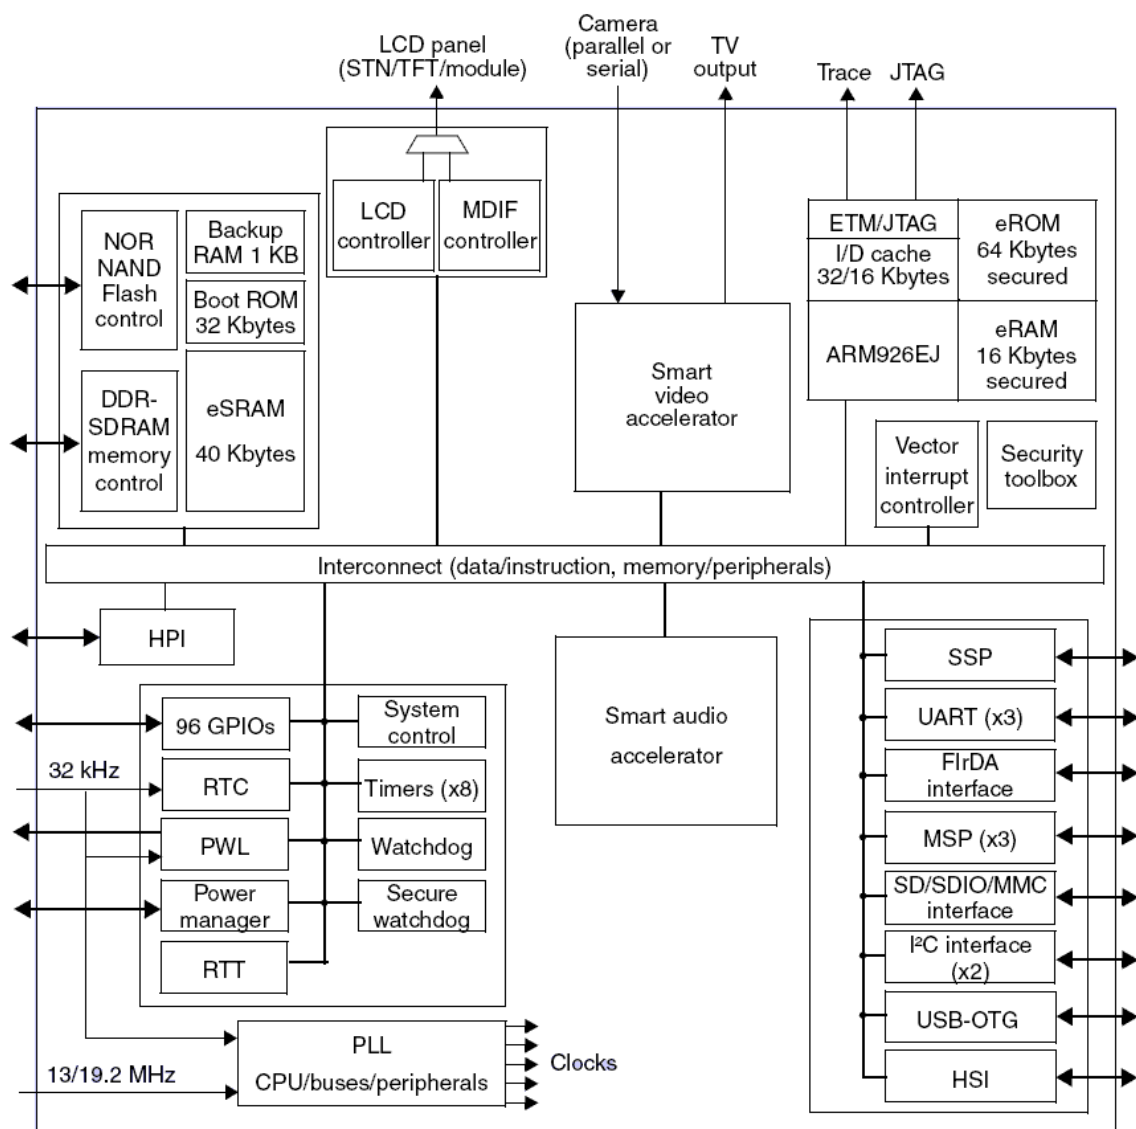 Camera
(parallel or
serial)
LCD panel
(STN/TFT/module)
TV
output
Trace
JTAG
NOR
NAND
Flash
control
Backup
RAM 1 KB
Boot ROM
32 Kbytes
DDR-
SDRAM
memory
control
eSRAM
40 Kbytes
LCD
controller
MDIF
controller
Smart
video
accelerator
ETM/JTAG
I/D cache
32/16 Kbytes
ARM926EJ
eROM
64 Kbytes
secured
eRAM
16 Kbytes
secured
Vector
interrupt
controller
Security
toolbox
Interconnect (data/instruction, memory/peripherals)
HPI
96 GPIOs
System
control
32 kHz
RTC
Timers (x8)
PWL
Watchdog
Power
manager
Secure
watchdog
RTT
13/19.2 MHz
PLL
CPU/buses/peripherals
Clocks
Smart audio
accelerator
SSP
UART (x3)
FIrDA
interface
MSP (x3)
SD/SDIO/MMC
interface
I²C interface
(x2)
USB-OTG
HSI